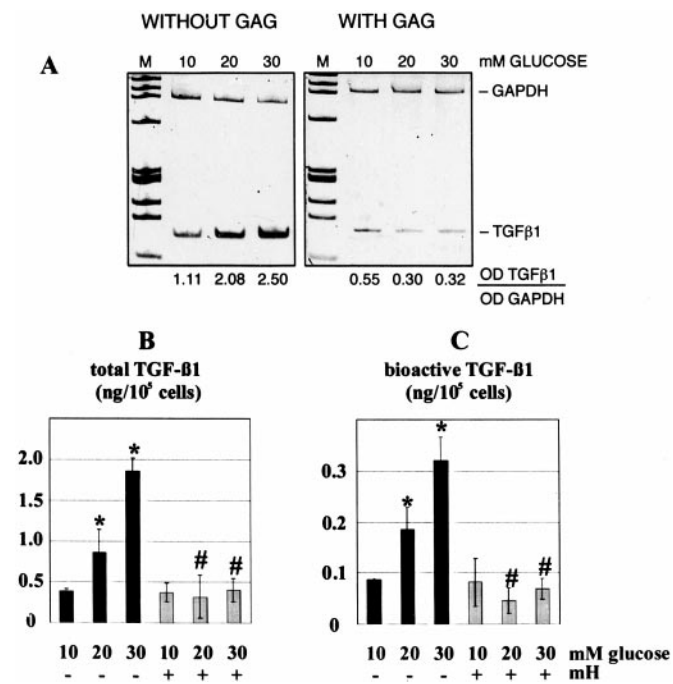 WITHOUT GAG WITH GAG
A M 10 20 30 M 10 20 30 mM GLUCOSE
– GAPDH
– TGFβ1
1.11 2.08 2.50 0.55 0.30 0.32 OD TGFβ1
OD GAPDH
B
total TGF-ß1
(ng/10⁵ cells)
2.0
1.5
1.0
0.5
0
* * # #
10 20 30 10 20 30
- - - + + +
C
bioactive TGF-ß1
(ng/10⁵ cells)
0.3
0.2
0.1
0
* * # #
10 20 30 10 20 30 mM glucose
- - - + + + mH